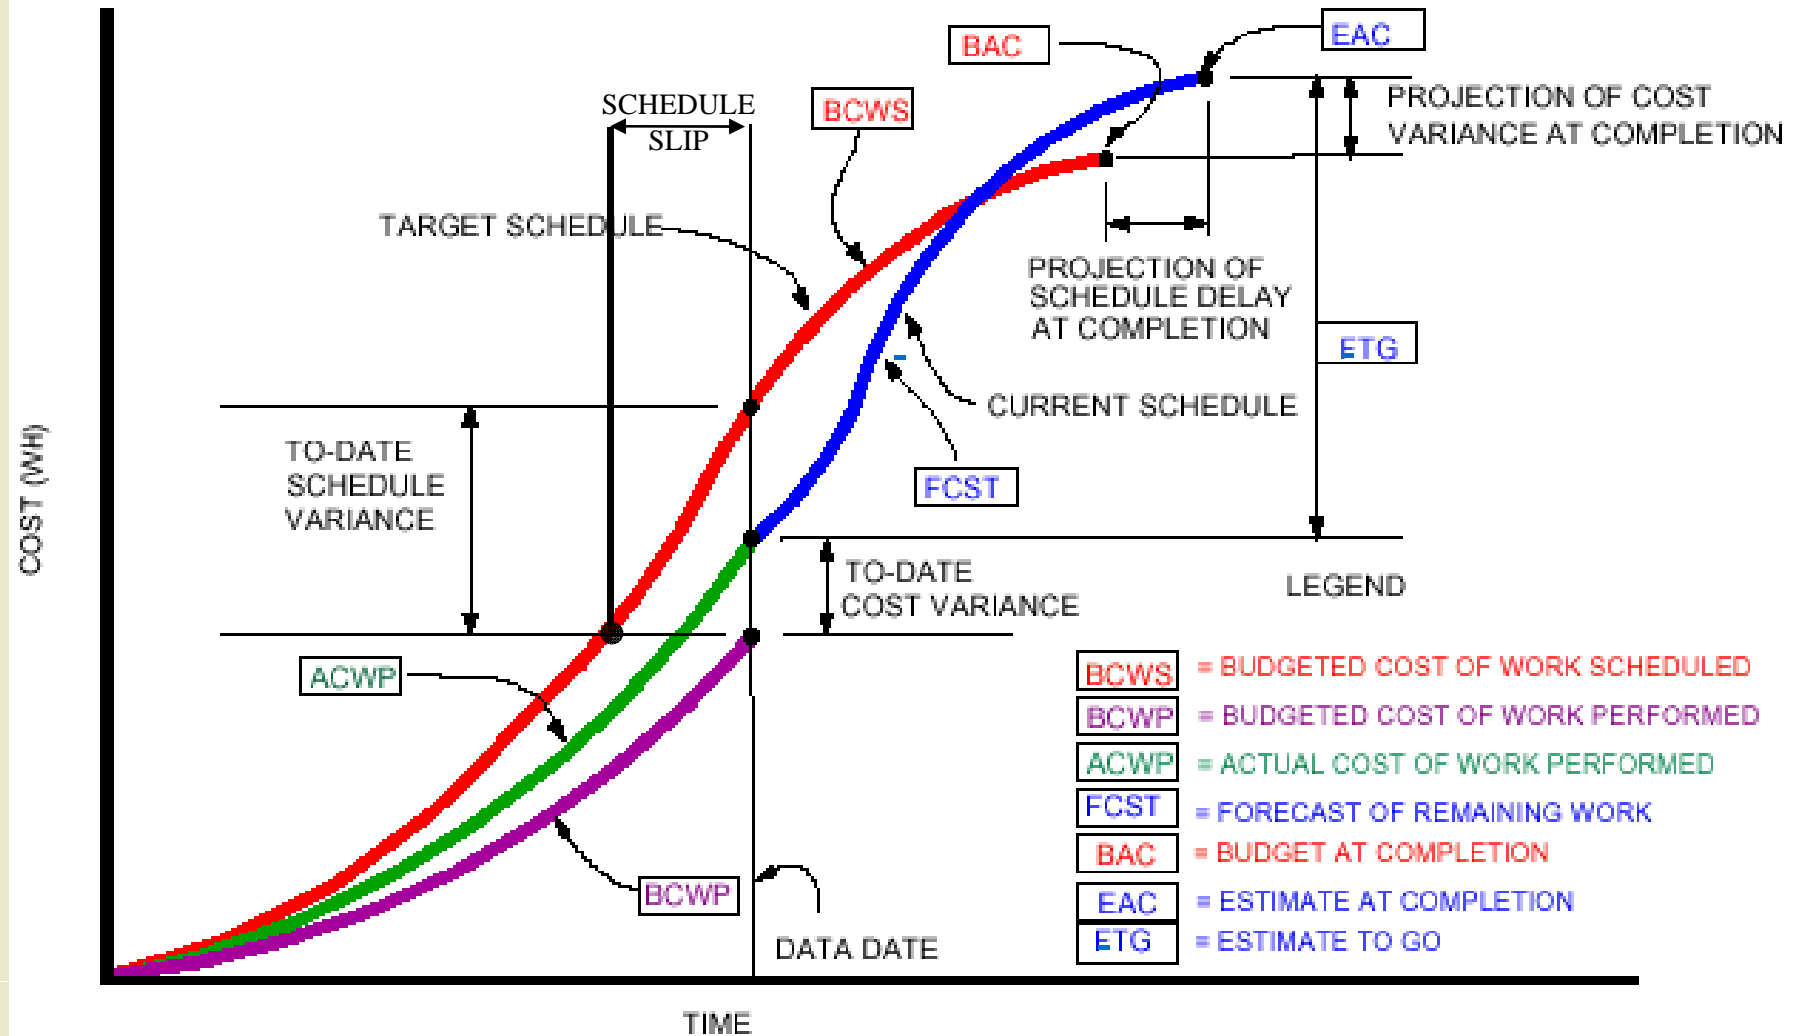 BAC
EAC
SCHEDULE
SLIP
BCWS
PROJECTION OF COST
VARIANCE AT COMPLETION
TARGET SCHEDULE
PROJECTION OF
SCHEDULE DELAY
AT COMPLETION
ETG
CURRENT SCHEDULE
TO-DATE
SCHEDULE
VARIANCE
FCST
COST (WH)
TO-DATE
COST VARIANCE
LEGEND
ACWP
BCWP
DATA DATE
TIME
BCWS = BUDGETED COST OF WORK SCHEDULED
BCWP = BUDGETED COST OF WORK PERFORMED
ACWP = ACTUAL COST OF WORK PERFORMED
FCST = FORECAST OF REMAINING WORK
BAC = BUDGET AT COMPLETION
EAC = ESTIMATE AT COMPLETION
ETG = ESTIMATE TO GO